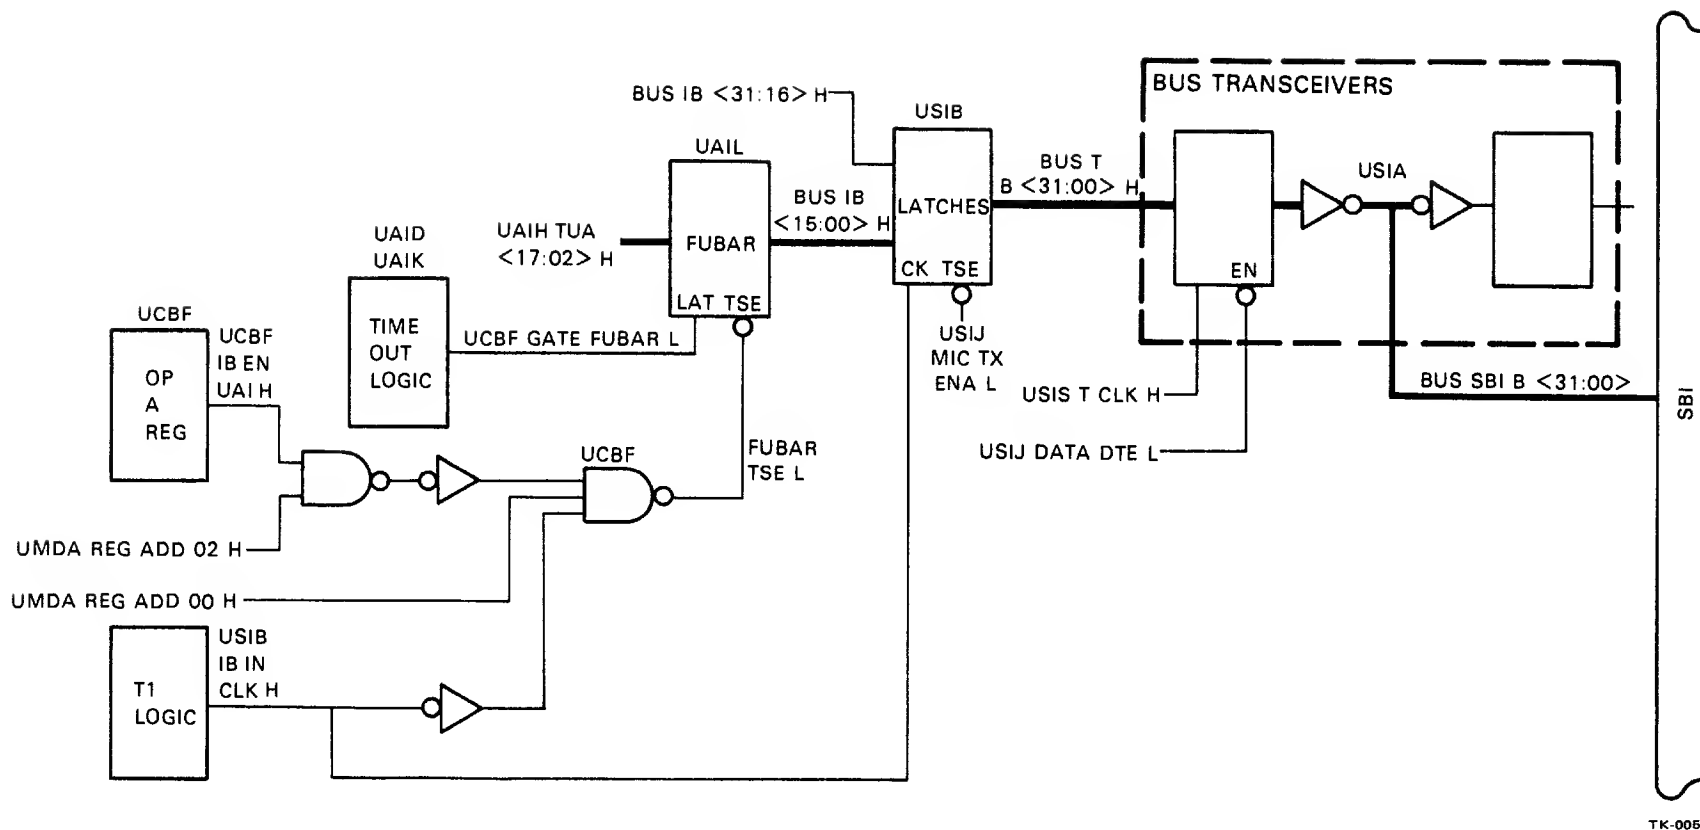 BUS TRANSCEIVERS
BUS IB <31:16> H
USIB
UAIL
BUS T
B <31:00> H
USIA
BUS IB
<15:00> H
LATCHES
UAID
UAIK
UAIH TUA
<17:02> H
FUBAR
CK TSE
EN
LAT TSE
UCBF
TIME
OUT
LOGIC
UCBF GATE FUBAR L
USIJ
MIC TX
ENA L
UCBF
IB EN
UAI H
OP
A
REG
USIS T CLK H
BUS SBI B <31:00>
SBI
UCBF
FUBAR
TSE L
USIJ DATA DTE L
UMDA REG ADD 02 H
UMDA REG ADD 00 H
USIB
IB IN
CLK H
T1
LOGIC
TK-005